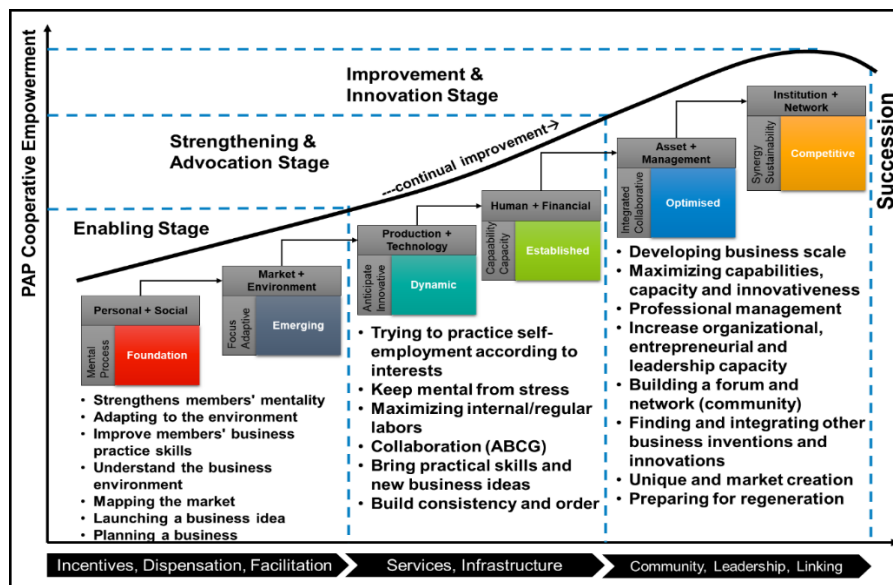 PAP Cooperative Empowerment
Improvement &
Innovation Stage
Strengthening &
Advocation Stage
Enabling Stage
---continual improvement
Succession
Personal + Social
Mental
Process
Foundation
Market +
Environment
Focus
Adaptive
Emerging
Production +
Technology
Anticipate
Innovative
Dynamic
Human + Financial
Capaability
Capacity
Established
Asset +
Management
Integrated
Collaborative
Optimised
Institution +
Network
Synergy
Sustainability
Competitive
• Strengthens members' mentality
• Adapting to the environment
• Improve members' business
practice skills
• Understand the business
environment
• Mapping the market
• Launching a business idea
• Planning a business
• Trying to practice self-
employment according to
interests
• Keep mental from stress
• Maximizing internal/regular
labors
• Collaboration (ABCG)
• Bring practical skills and
new business ideas
• Build consistency and order
• Developing business scale
• Maximizing capabilities,
capacity and innovativeness
• Professional management
• Increase organizational,
entrepreneurial and
leadership capacity
• Building a forum and
network (community)
• Finding and integrating other
business inventions and
innovations
• Unique and market creation
• Preparing for regeneration
Incentives, Dispensation, Facilitation
Services, Infrastructure
Community, Leadership, Linking